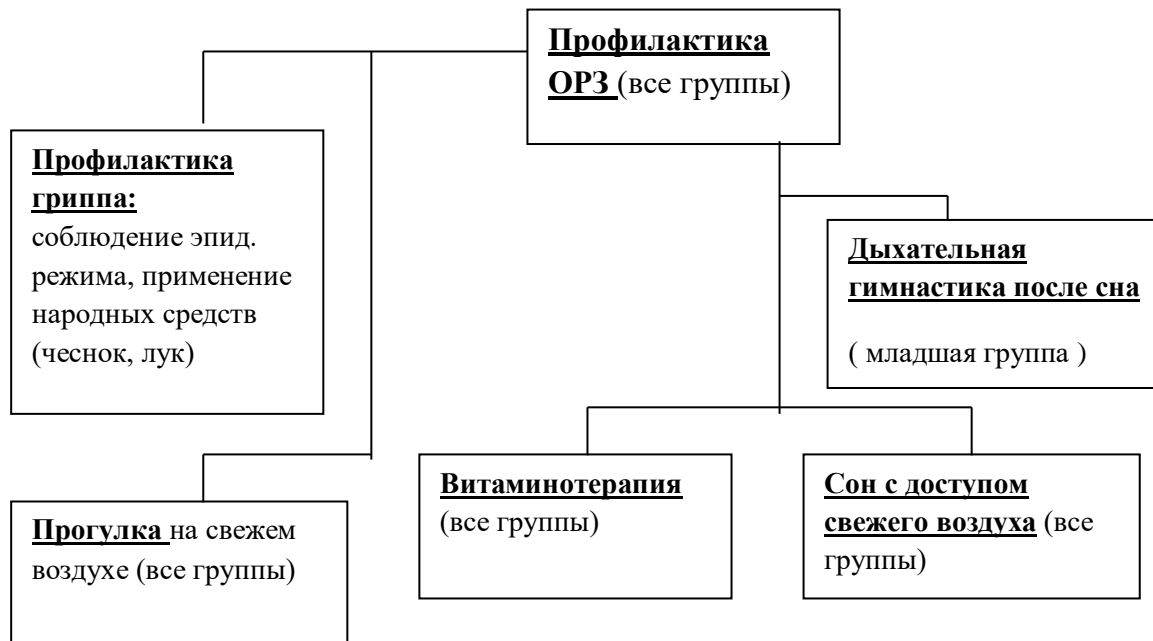 Профилактика
ОРЗ (все группы)
Профилактика
гриппа:
соблюдение эпид.
режима, применение
народных средств
(чеснок, лук)
Дыхательная
гимнастика после сна
( младшая группа )
Витаминотерапия
(все группы)
Сон с доступом
свежего воздуха (все
группы)
Прогулка на свежем
воздухе (все группы)